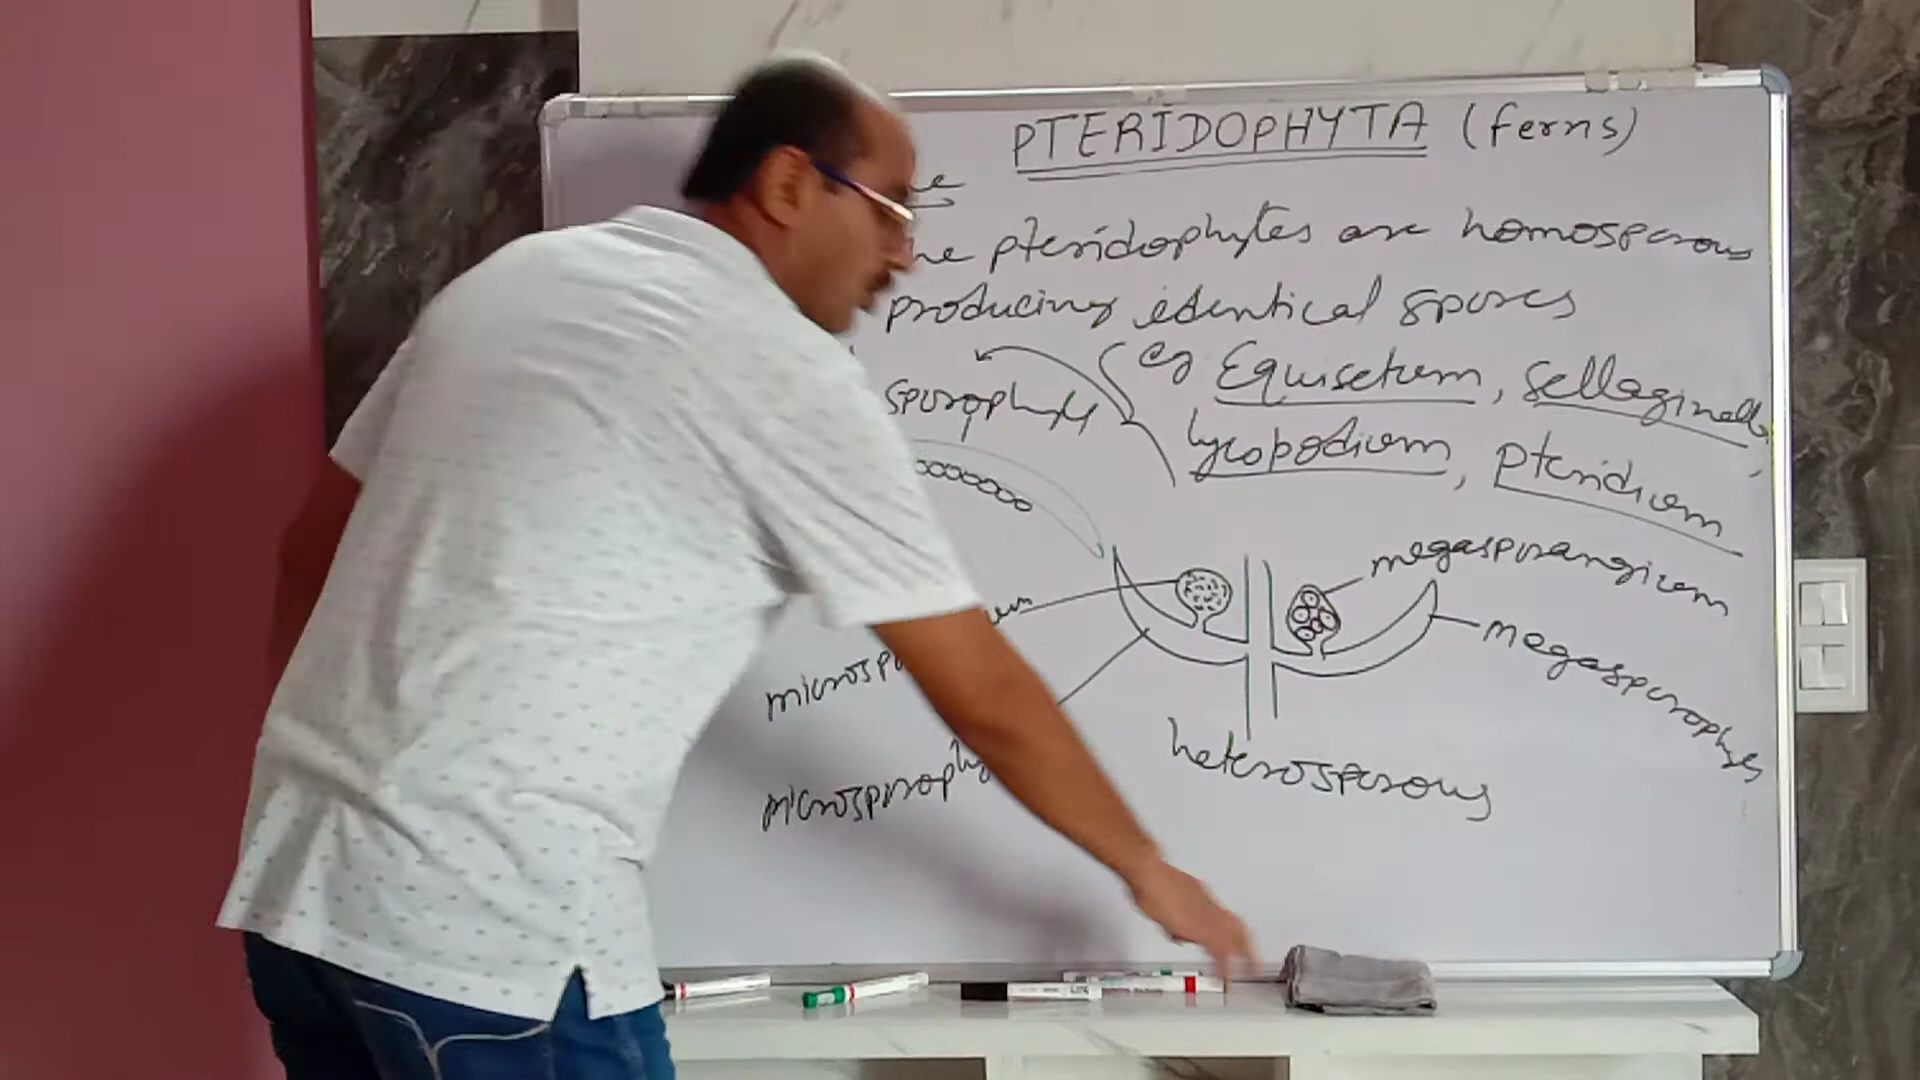 PTERIDOPHYTA (ferns)
pteridophytes are homosporous
producing identical spores
(eg Equisetum, Sellaginella,
sporophyll
Lycopodium, Pteridium
megasporangium
megasporophyll
heterosporous